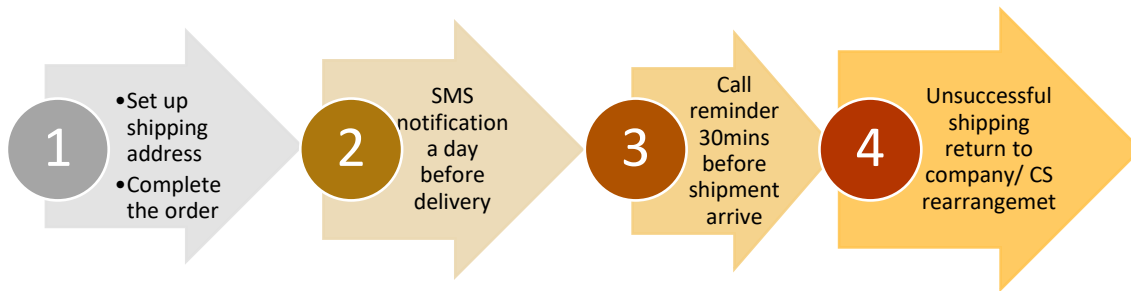 1
•Set up
shipping
address
•Complete
the order
2
SMS
notification
a day
before
delivery
3
Call
reminder
30mins
before
shipment
arrive
4
Unsuccessful
shipping
return to
company/ CS
rearrangemet